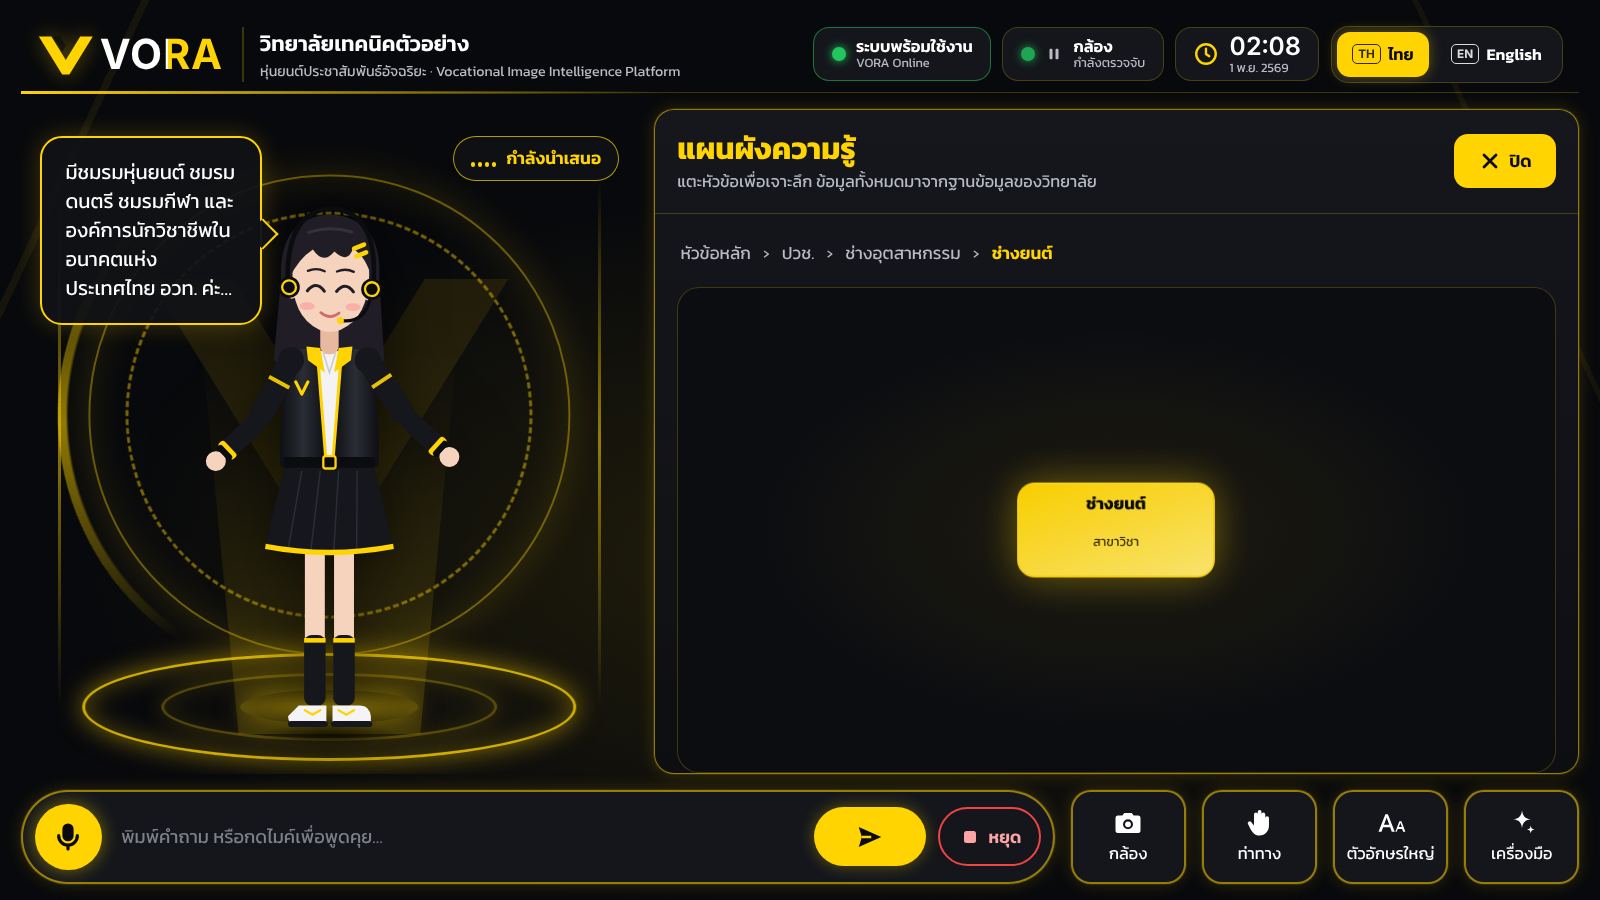 VORA
วิทยาลัยเทคนิคตัวอย่าง
หุ่นยนต์ประชาสัมพันธ์อัจฉริยะ · Vocational Image Intelligence Platform
ระบบพร้อมใช้งาน
VORA Online
กล้อง
กำลังตรวจจับ
02:08
1 พ.ย. 2569
TH ไทย
EN English
มีชมรมหุ่นยนต์ ชมรม
ดนตรี ชมรมกีฬา และ
องค์การนักวิชาชีพใน
อนาคตแห่ง
ประเทศไทย อวท. ค่ะ...
กำลังนำเสนอ
แผนผังความรู้
แตะหัวข้อเพื่อเจาะลึก ข้อมูลทั้งหมดมาจากฐานข้อมูลของวิทยาลัย
ปิด
หัวข้อหลัก › ปวช. › ช่างอุตสาหกรรม › ช่างยนต์
ช่างยนต์
สาขาวิชา
พิมพ์คำถาม หรือกดไมค์เพื่อพูดคุย...
หยุด
กล้อง
ท่าทาง
AA
ตัวอักษรใหญ่
เครื่องมือ